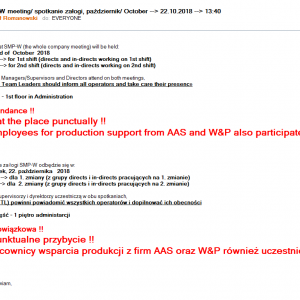 W meeting/ spotkanie załogi, październik/ October --> 22.10.2018 --> 13:40
Romanowski do EVERYONE
at SMP-W (the whole company meeting) will be held:
d of October 2018
--> for 1st shift (directs and in-directs working on 1st shift)
--> for 2nd shift (directs and in-directs working on 2nd shift)
Managers/Supervisors and Directors attend on both meetings.
Team Leaders should inform all operators and take care their presence
- 1st floor in Administration
ndance !!
at the place punctually !!
mployees for production support from AAS and W&P also participate
załogi SMP-W odbędzie się w
ek, 22. października 2018
--> dla 1. zmiany (z grupy directs i in-directs pracujących na 1. zmianie)
--> dla 2. zmiany (z grupy directs i in-directs pracujących na 2. zmianie)
upervisorzy i dyrektorzy uczestniczą w obu spotkaniach.
TL) powinni powiadomić wszystkich operatorów i dopilnować ich obecności
- 1 piętro administarcji
wiązkowa !!
unktualne przybycie !!
cownicy wsparcia produkcji z firm AAS oraz W&P również uczestni